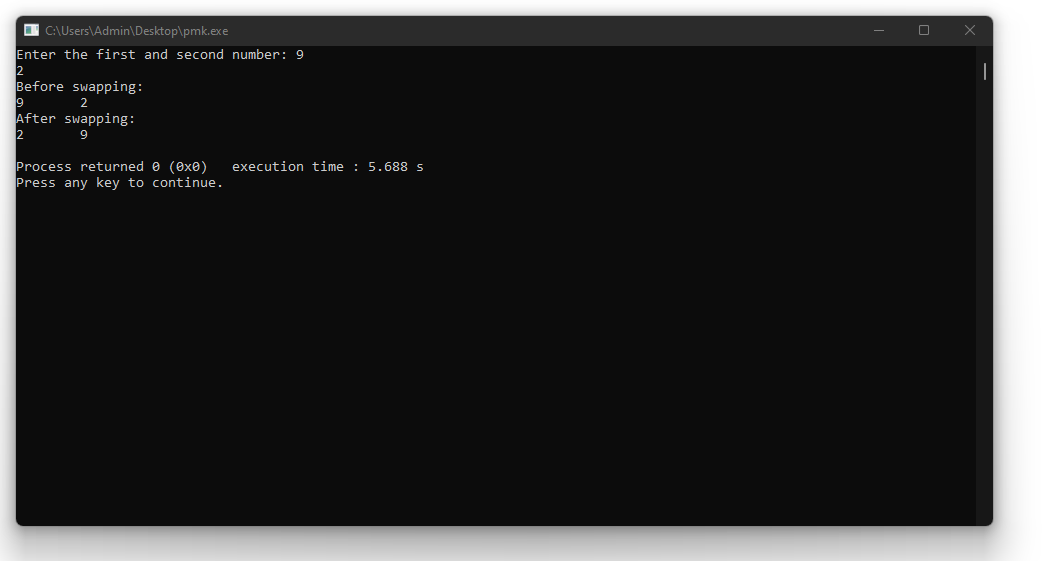 C:\Users\Admin\Desktop\pmk.exe
Enter the first and second number: 9
2
Before swapping:
9       2
After swapping:
2       9

Process returned 0 (0x0)   execution time : 5.688 s
Press any key to continue.